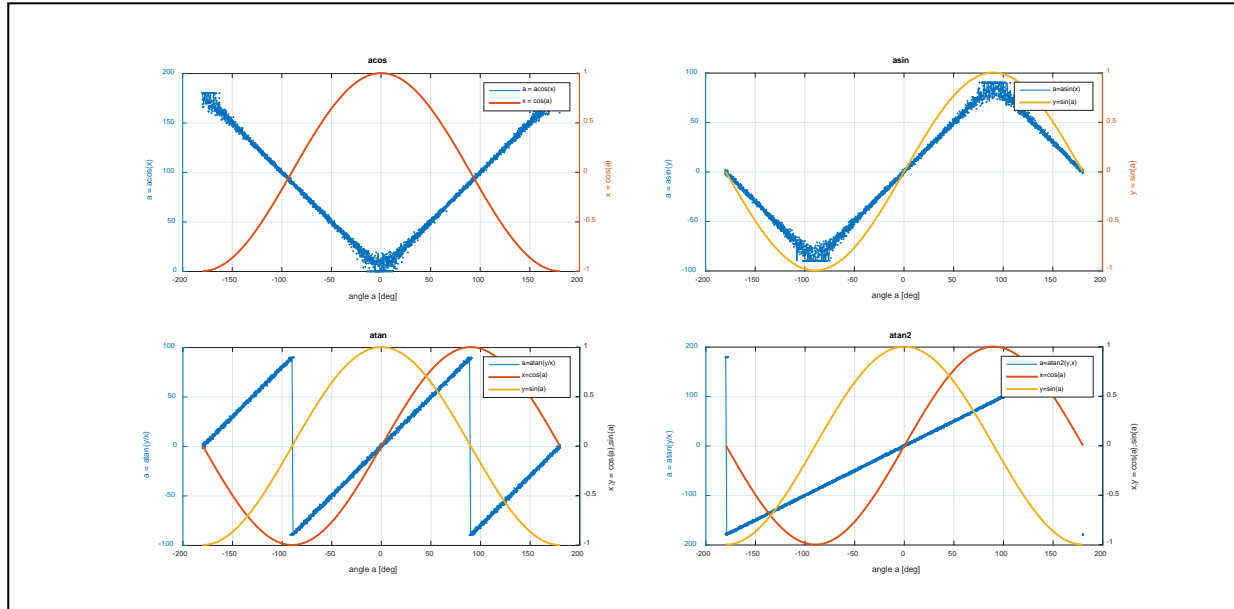 acos
200
150
100
50
0
a = acos(x)
1
0.5
0
-0.5
-1
x = cos(a)
a = acos(x)
x = cos(a)
-200 -150 -100 -50 0 50 100 150 200
angle a [deg]
asin
100
50
0
-50
-100
a = asin(y)
1
0.5
0
-0.5
-1
y = sin(a)
a=asin(x)
y=sin(a)
-200 -150 -100 -50 0 50 100 150 200
angle a [deg]
atan
100
50
0
-50
-100
a = atan(y/x)
1
0.5
0
-0.5
-1
x,y = cos(a),sin(a)
a=atan(y/x)
x=cos(a)
y=sin(a)
-200 -150 -100 -50 0 50 100 150 200
angle a [deg]
atan2
200
100
0
-100
-200
a = atan(y/x)
1
0.5
0
-0.5
-1
x,y = cos(a),sin(a)
a=atan2(y,x)
x=cos(a)
y=sin(a)
-200 -150 -100 -50 0 50 100 150 200
angle a [deg]